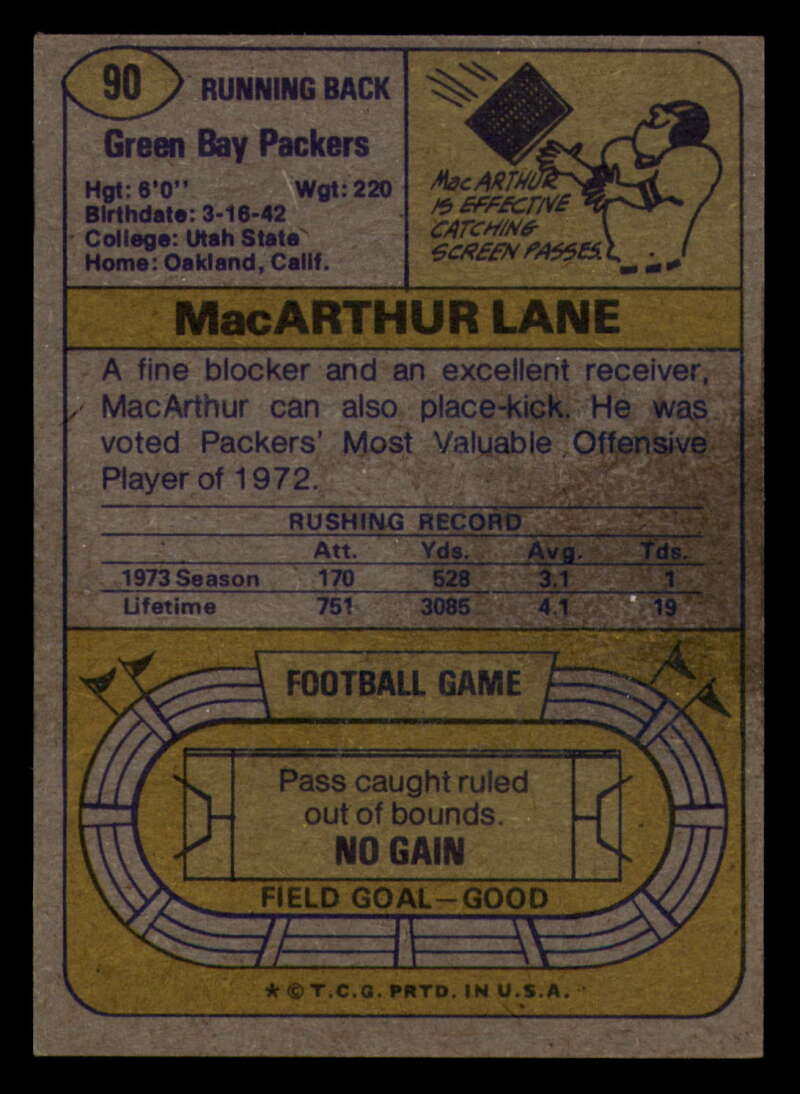 90
RUNNING BACK
Green Bay Packers
Hgt: 6'0" Wgt: 220
Birthdate: 3-16-42
College: Utah State
Home: Oakland, Calif.
MacARTHUR
IS EFFECTIVE
CATCHING
SCREEN PASSES.
MacARTHUR LANE
A fine blocker and an excellent receiver,
MacArthur can also place-kick. He was
voted Packers' Most Valuable Offensive
Player of 1972.
RUSHING RECORD
Att. Yds. Avg. Tds.
1973 Season 170 528 3.1 1
Lifetime 751 3085 4.1 19
FOOTBALL GAME
Pass caught ruled
out of bounds.
NO GAIN
FIELD GOAL—GOOD
* © T.C.G. PRTD. IN U.S.A.